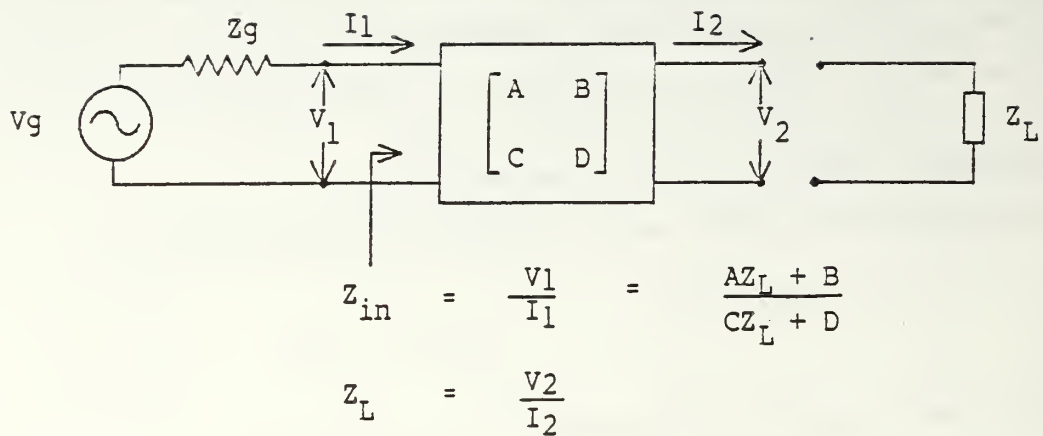 Zg I1 I2
Vg V1 [A B C D] V2 ZL
Zin = V1/I1 = AZL + B/CZL + D
ZL = V2/I2